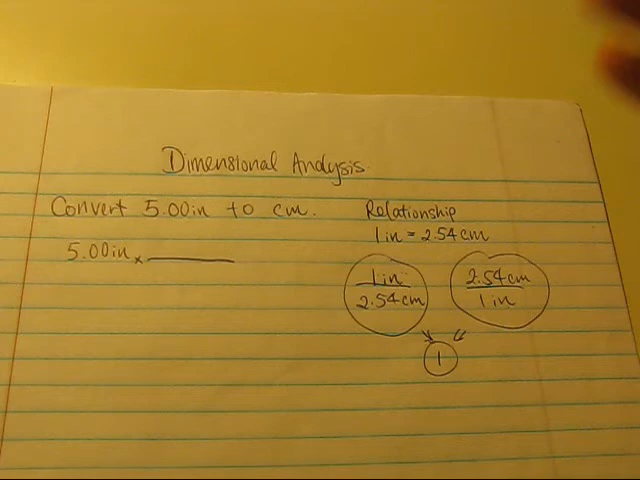 Dimensional Analysis
Convert 5.00in to cm.
Relationship
1in = 2.54cm
5.00in x
1in
2.54cm
2.54cm
1in
1